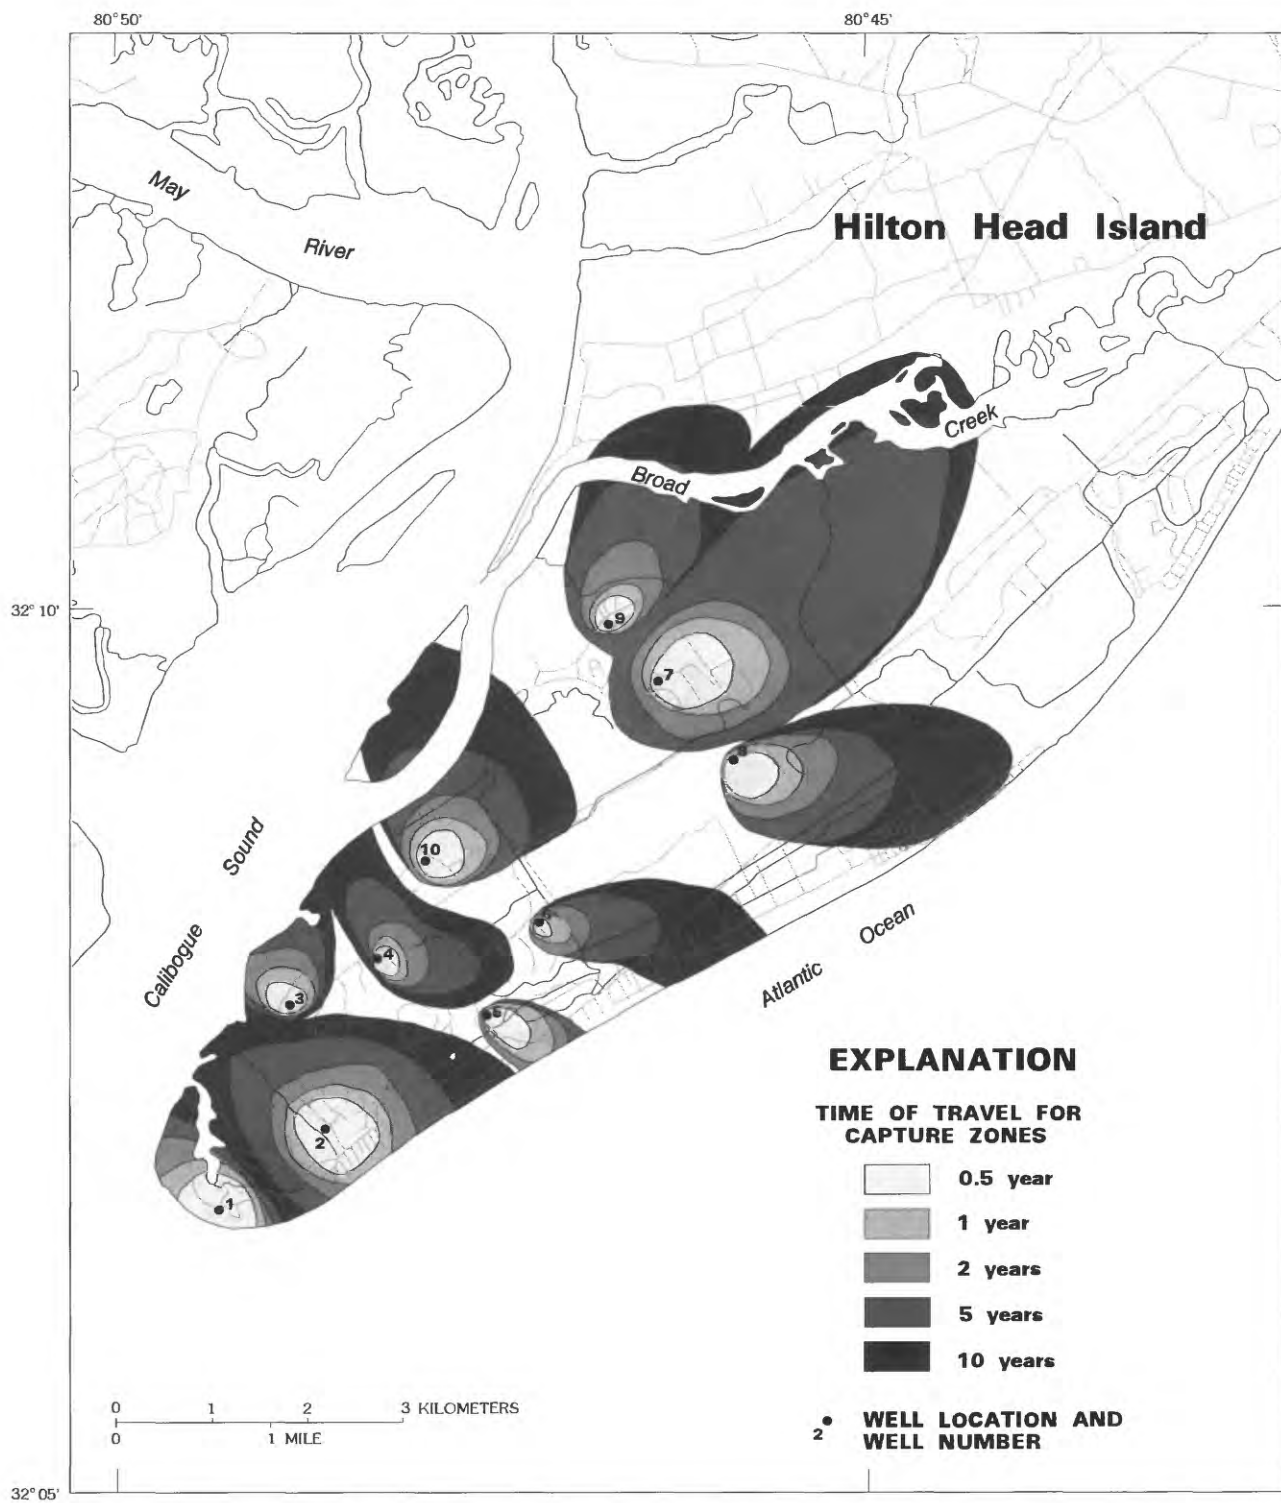 80°50'
80°45'
May
River
Hilton Head Island
Creek
Broad
32°10'
9
7
8
Sound
10
Calibogue
4
3
Ocean
Atlantic
2
1
EXPLANATION
TIME OF TRAVEL FOR
CAPTURE ZONES
0.5 year
1 year
2 years
5 years
10 years
0 1 2 3 KILOMETERS
0 1 MILE
2
WELL LOCATION AND
WELL NUMBER
32°05'